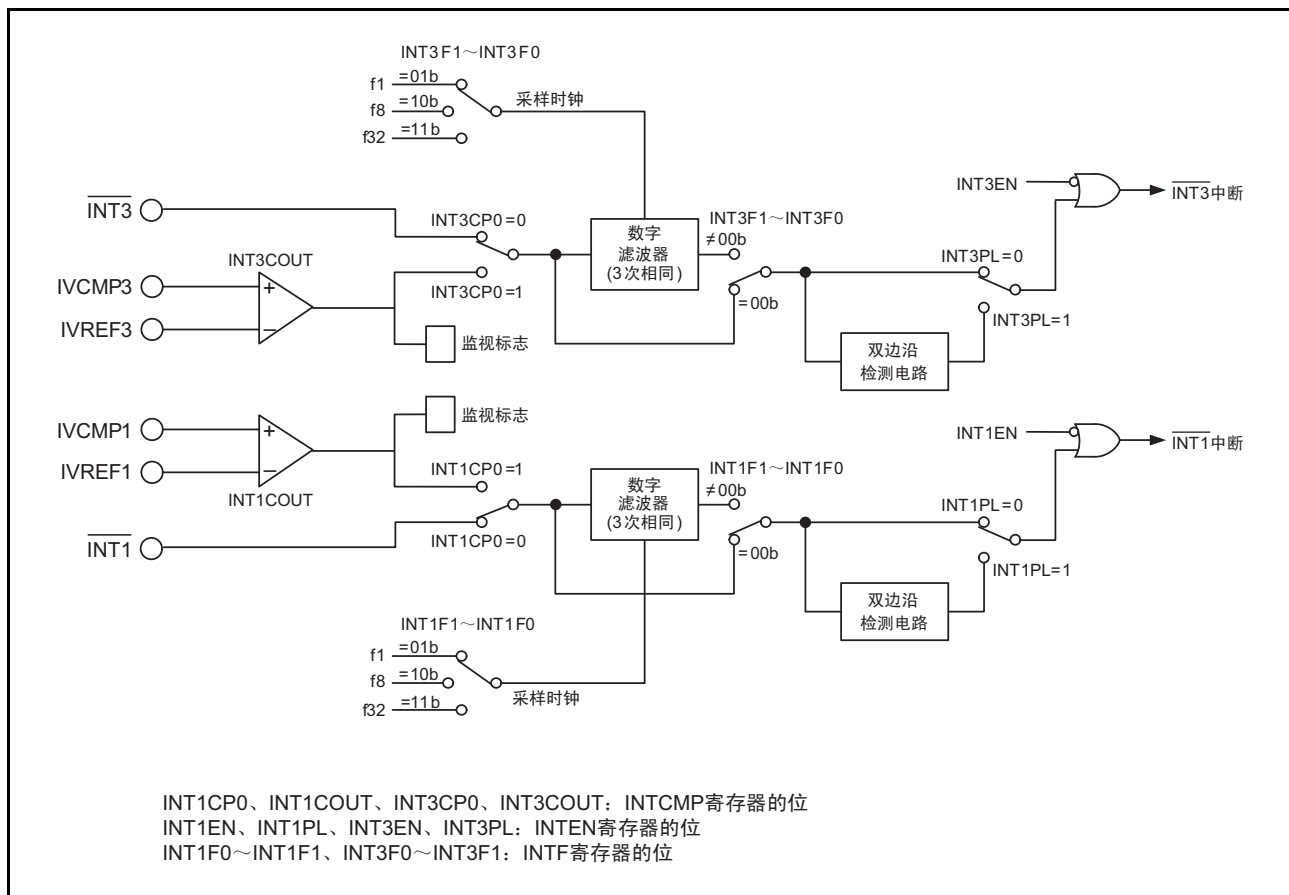 INT3F1～INT3F0
f1 =01b
f8 =10b
f32 =11b
采样时钟
INT3
INT3CP0=0
INT3CP0=1
INT3COUT
IVCMP3
+
IVREF3
−
监视标志
数字
滤波器
(3次相同)
INT3F1～INT3F0
≠00b
=00b
INT3EN
INT3中断
INT3PL=0
INT3PL=1
双边沿
检测电路
监视标志
IVCMP1
+
IVREF1
−
INT1COUT
INT1CP0=1
INT1
INT1CP0=0
数字
滤波器
(3次相同)
INT1F1～INT1F0
≠00b
=00b
INT1EN
INT1中断
INT1PL=0
INT1PL=1
双边沿
检测电路
INT1F1～INT1F0
f1 =01b
f8 =10b
f32 =11b
采样时钟
INT1CP0、INT1COUT、INT3CP0、INT3COUT：INTCMP寄存器的位
INT1EN、INT1PL、INT3EN、INT3PL：INTEN寄存器的位
INT1F0～INT1F1、INT3F0～INT3F1：INTF寄存器的位